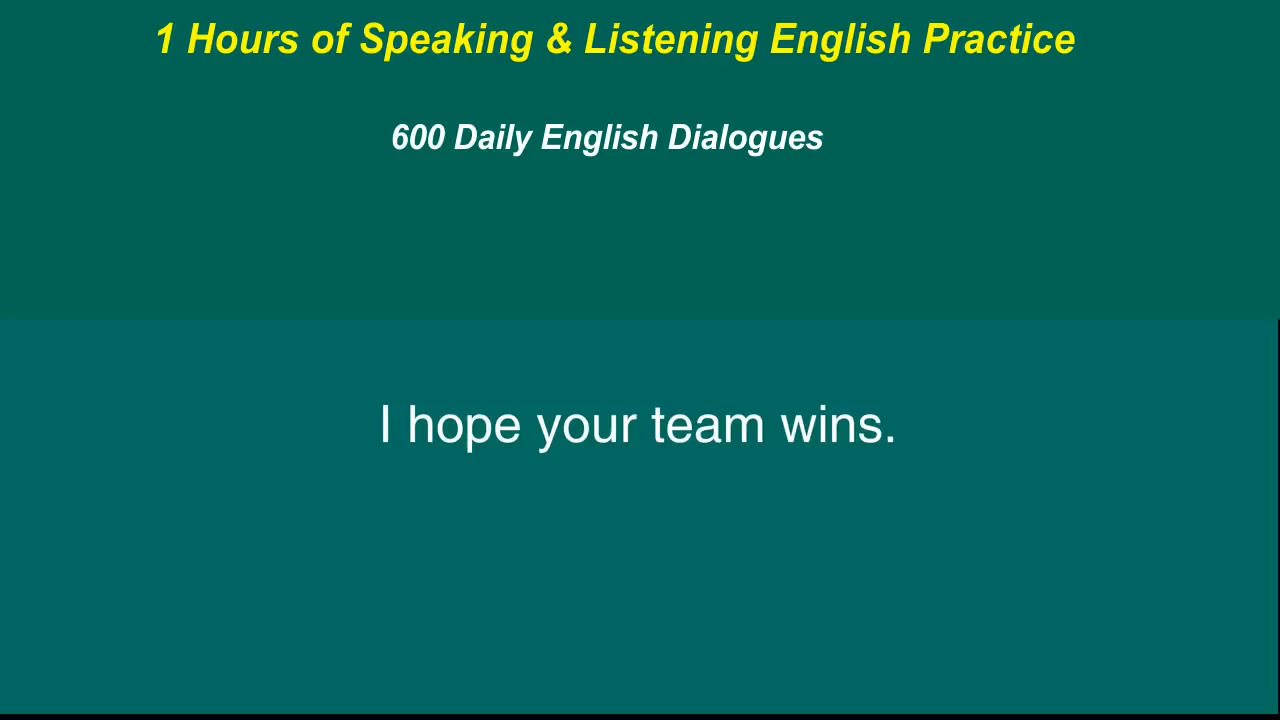 1 Hours of Speaking & Listening English Practice
600 Daily English Dialogues
I hope your team wins.